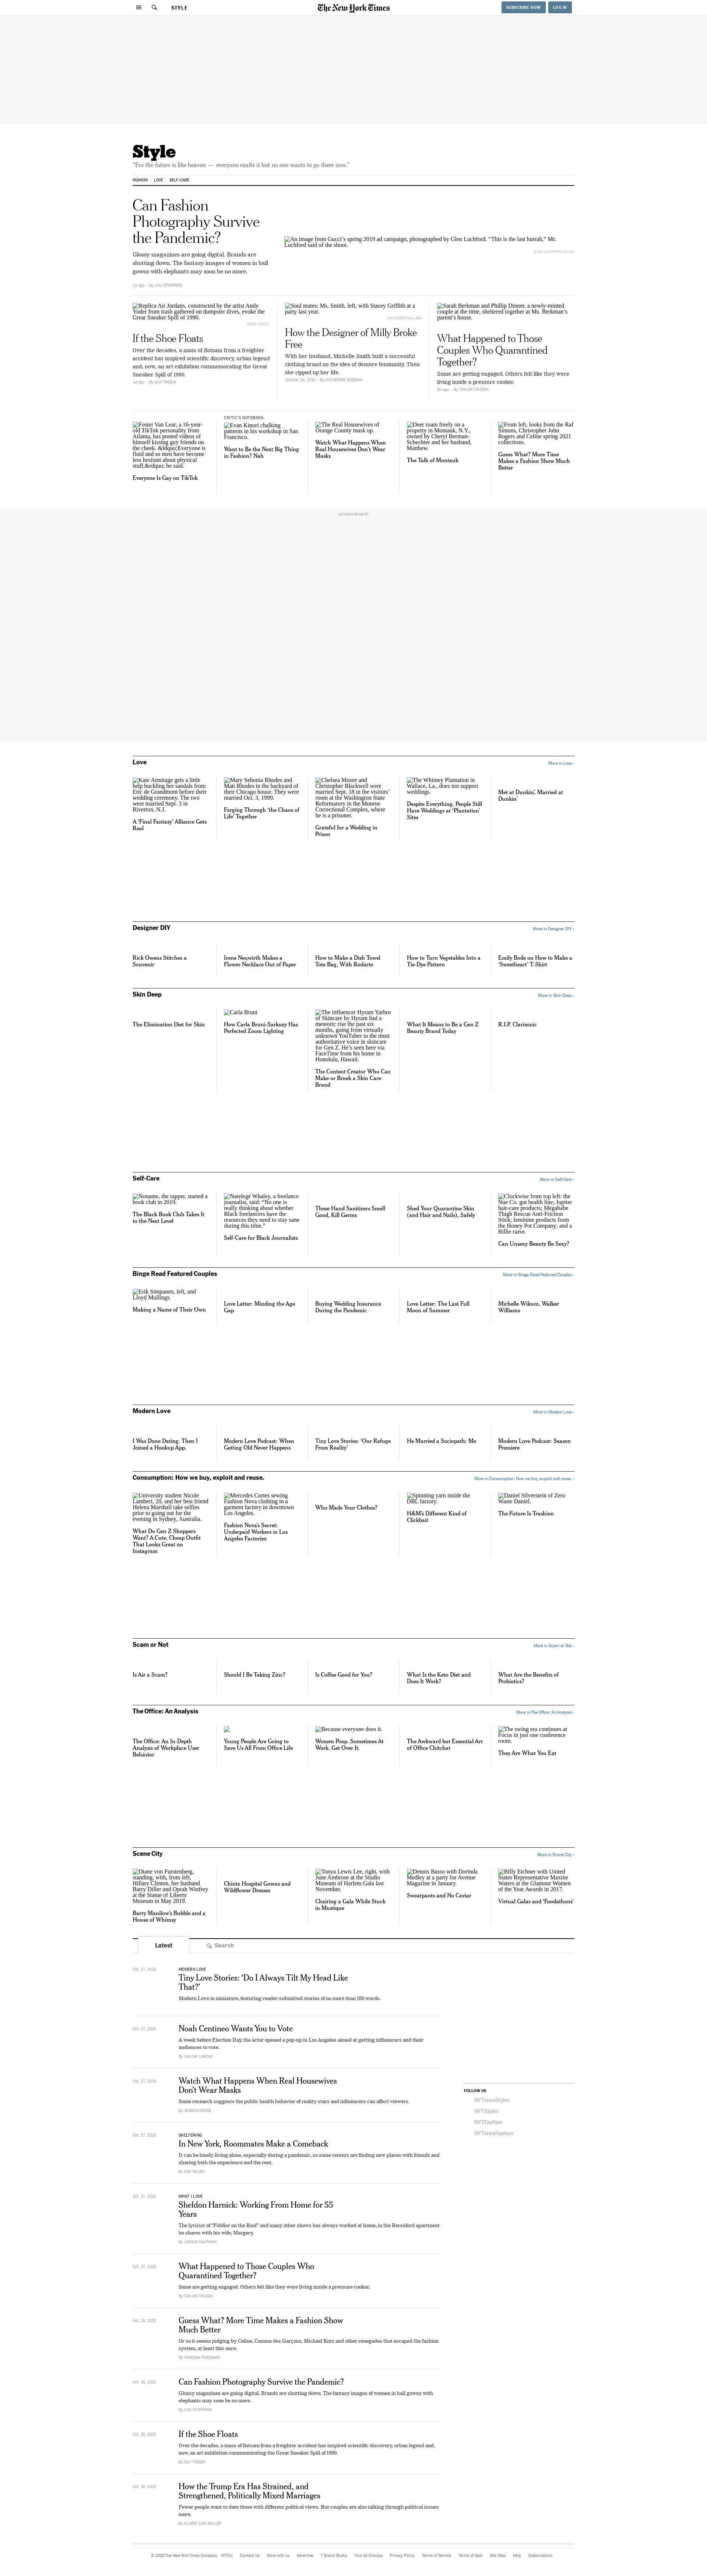 STYLE
The New York Times
SUBSCRIBE NOW
LOG IN
Style
"For the future is like heaven — everyone exalts it but no one wants to go there now."
FASHION
LOVE
SELF-CARE
Can Fashion
Photography Survive
the Pandemic?
Glossy magazines are going digital. Brands are
shutting down. The fantasy images of women in ball
gowns with elephants may soon be no more.
1d ago · By LOU STOPPARD
An image from Gucci's spring 2019 ad campaign, photographed by Glen Luchford. "This is the last hurrah," Mr.
Luchford said of the shoot.
Replica Air Jordans, constructed by the artist Andy
Yoder from trash gathered on dumpster dives, evoke the
Great Sneaker Spill of 1990.
If the Shoe Floats
Over the decades, a mass of flotsam from a freighter
accident has inspired scientific discovery, urban legend
and, now, an art exhibition commemorating the Great
Sneaker Spill of 1990.
1d ago · By GUY TREBAY
Soul mates: Ms. Smith, left, with Stacey Griffith at a
party last year.
How the Designer of Milly Broke
Free
With her husband, Michelle Smith built a successful
clothing brand on the idea of demure femininity. Then
she ripped up her life.
October 24, 2020 · By KATHERINE ROSMAN
Sarah Berkman and Phillip Dinner, a newly-minted
couple at the time, sheltered together at Ms. Berkman's
parent's house.
What Happened to Those
Couples Who Quarantined
Together?
Some are getting engaged. Others felt like they were
living inside a pressure cooker.
6h ago · By TAYLOR TRUDON
Foster Van Lear, a 16-year-
old TikTok personality from
Atlanta, has posted videos of
himself kissing guy friends on
the cheek. &ldquo;Everyone is
gay and so men have become
less hesitant about physical
stuff,&rdquo; he said.
Everyone Is Gay on TikTok
CRITIC'S NOTEBOOK
Evan Kinori chalking
patterns in his workshop in San
Francisco.
Want to Be the Next Big Thing
in Fashion? Nah
The Real Housewives of
Orange County mask up.
Watch What Happens When
Real Housewives Don't Wear
Masks
Deer roam freely on a
property in Montauk, N.Y.,
owned by Cheryl Berman-
Schechter and her husband,
Matthew.
The Talk of Montauk
From left, looks from the Raf
Simons, Christopher John
Rogers and Celine spring 2021
collections.
Guess What? More Time
Makes a Fashion Show Much
Better
ADVERTISEMENT
Love
More in Love ›
Kate Armitage gets a little
help buckling her sandals from
Eric de Grandmont before their
wedding ceremony. The two
were married Sept. 3 in
Riverton, N.J.
A 'Final Fantasy' Alliance Gets
Real
Mary Sebonia Rhodes and
Matt Rhodes in the backyard of
their Chicago house. They were
married Oct. 3, 1999.
Forging Through 'the Chaos of
Life' Together
Chelsea Moore and
Christopher Blackwell were
married Sept. 18 in the visitors'
room at the Washington State
Reformatory in the Monroe
Correctional Complex, where
he is a prisoner.
Grateful for a Wedding in
Prison
The Whitney Plantation in
Wallace, La., does not support
weddings.
Despite Everything, People Still
Have Weddings at 'Plantation'
Sites
Met at Dunkin', Married at
Dunkin'
Designer DIY
More in Designer DIY ›
Rick Owens Stitches a
Souvenir
Irene Neuwirth Makes a
Flower Necklace Out of Paper
How to Make a Dish Towel
Tote Bag, With Rodarte
How to Turn Vegetables Into a
Tie-Dye Pattern
Emily Bode on How to Make a
'Sweetheart' T-Shirt
Skin Deep
More in Skin Deep ›
The Elimination Diet for Skin
Carla Bruni
How Carla Bruni-Sarkozy Has
Perfected Zoom Lighting
The influencer Hyram Yarbro
of Skincare by Hyram had a
meteoric rise the past six
months, going from virtually
unknown YouTuber to the most
authoritative voice in skincare
for Gen Z. He's seen here via
FaceTime from his home in
Honolulu, Hawaii.
The Content Creator Who Can
Make or Break a Skin Care
Brand
What It Means to Be a Gen Z
Beauty Brand Today
R.I.P. Clarisonic
Self-Care
More in Self-Care ›
Noname, the rapper, started a
book club in 2019.
The Black Book Club Takes It
to the Next Level
Natelegé Whaley, a freelance
journalist, said: "No one is
really thinking about whether
Black freelancers have the
resources they need to stay sane
during this time."
Self-Care for Black Journalists
These Hand Sanitizers Smell
Good, Kill Germs
Shed Your Quarantine Skin
(and Hair and Nails), Safely
Clockwise from top left: the
Nue Co. gut health line; Jupiter
hair-care products; Megababe
Thigh Rescue Anti-Friction
Stick; feminine products from
the Honey Pot Company; and a
Billie razor.
Can Unsexy Beauty Be Sexy?
Binge Read Featured Couples
More in Binge Read Featured Couples ›
Erik Simpanen, left, and
Lloyd Mullings.
Making a Name of Their Own
Love Letter: Minding the Age
Gap
Buying Wedding Insurance
During the Pandemic
Love Letter: The Last Full
Moon of Summer
Michelle Wikum, Walker
Williams
Modern Love
More in Modern Love ›
I Was Done Dating. Then I
Joined a Hookup App.
Modern Love Podcast: When
Getting Old Never Happens
Tiny Love Stories: 'Our Refuge
From Reality'
He Married a Sociopath: Me
Modern Love Podcast: Season
Premiere
Consumption: How we buy, exploit and reuse.
More in Consumption: How we buy, exploit and reuse. ›
University student Nicole
Lambert, 20, and her best friend
Helena Marshall take selfies
prior to going out for the
evening in Sydney, Australia.
What Do Gen Z Shoppers
Want? A Cute, Cheap Outfit
That Looks Great on
Instagram
Mercedes Cortes sewing
Fashion Nova clothing in a
garment factory in downtown
Los Angeles.
Fashion Nova's Secret:
Underpaid Workers in Los
Angeles Factories
Who Made Your Clothes?
Spinning yarn inside the
DBL factory.
H&M's Different Kind of
Clickbait
Daniel Silverstein of Zero
Waste Daniel.
The Future Is Trashion
Scam or Not
More in Scam or Not ›
Is Air a Scam?
Should I Be Taking Zinc?
Is Coffee Good for You?
What Is the Keto Diet and
Does It Work?
What Are the Benefits of
Probiotics?
The Office: An Analysis
More in The Office: An Analysis ›
The Office: An In-Depth
Analysis of Workplace User
Behavior
Young People Are Going to
Save Us All From Office Life
Because everyone does it.
Women Poop. Sometimes At
Work. Get Over It.
The Awkward but Essential Art
of Office Chitchat
The swing era continues at
Focus in just one conference
room.
They Are What You Eat
Scene City
More in Scene City ›
Diane von Furstenberg,
standing, with, from left,
Hillary Clinton, her husband
Barry Diller and Oprah Winfrey
at the Statue of Liberty
Museum in May 2019.
Barry Manilow's Bubble and a
House of Whimsy
Chintz Hospital Gowns and
Wildflower Dresses
Tonya Lewis Lee, right, with
June Ambrose at the Studio
Museum of Harlem Gala last
November.
Chairing a Gala While Stuck
in Mustique
Dennis Basso with Dorinda
Medley at a party for Avenue
Magazine in January.
Sweatpants and No Caviar
Billy Eichner with United
States Representative Maxine
Waters at the Glamour Women
of the Year Awards in 2017.
Virtual Galas and 'Foodathons'
Latest
Search
Oct. 27, 2020
MODERN LOVE
Tiny Love Stories: 'Do I Always Tilt My Head Like
That?'
Modern Love in miniature, featuring reader-submitted stories of no more than 100 words.
Oct. 27, 2020
Noah Centineo Wants You to Vote
A week before Election Day, the actor opened a pop-up in Los Angeles aimed at getting influencers and their
audiences to vote.
By TAYLOR LORENZ
Oct. 27, 2020
Watch What Happens When Real Housewives
Don't Wear Masks
Some research suggests the public health behavior of reality stars and influencers can affect viewers.
By JESSICA GROSE
Oct. 27, 2020
SHELTERING
In New York, Roommates Make a Comeback
It can be lonely living alone, especially during a pandemic, so some renters are finding new places with friends and
sharing both the experience and the rent.
By KIM VELSEY
Oct. 27, 2020
WHAT I LOVE
Sheldon Harnick: Working From Home for 55
Years
The lyricist of "Fiddler on the Roof" and many other shows has always worked at home, in the Beresford apartment
he shares with his wife, Margery.
By JOANNE KAUFMAN
Oct. 27, 2020
What Happened to Those Couples Who
Quarantined Together?
Some are getting engaged. Others felt like they were living inside a pressure cooker.
By TAYLOR TRUDON
Oct. 26, 2020
Guess What? More Time Makes a Fashion Show
Much Better
Or so it seems judging by Celine, Comme des Garçons, Michael Kors and other renegades that escaped the fashion
system, at least this once.
By VANESSA FRIEDMAN
Oct. 26, 2020
Can Fashion Photography Survive the Pandemic?
Glossy magazines are going digital. Brands are shutting down. The fantasy images of women in ball gowns with
elephants may soon be no more.
By LOU STOPPARD
Oct. 26, 2020
If the Shoe Floats
Over the decades, a mass of flotsam from a freighter accident has inspired scientific discovery, urban legend and,
now, an art exhibition commemorating the Great Sneaker Spill of 1990.
By GUY TREBAY
Oct. 26, 2020
How the Trump Era Has Strained, and
Strengthened, Politically Mixed Marriages
Fewer people want to date those with different political views. But couples are also talking through political issues
more.
By CLAIRE CAIN MILLER
FOLLOW US
NYTimesStyles
NYTStyles
NYTFashion
NYTimesFashion
© 2020 The New York Times Company
NYTCo
Contact Us
Work with us
Advertise
T Brand Studio
Your Ad Choices
Privacy Policy
Terms of Service
Terms of Sale
Site Map
Help
Subscriptions